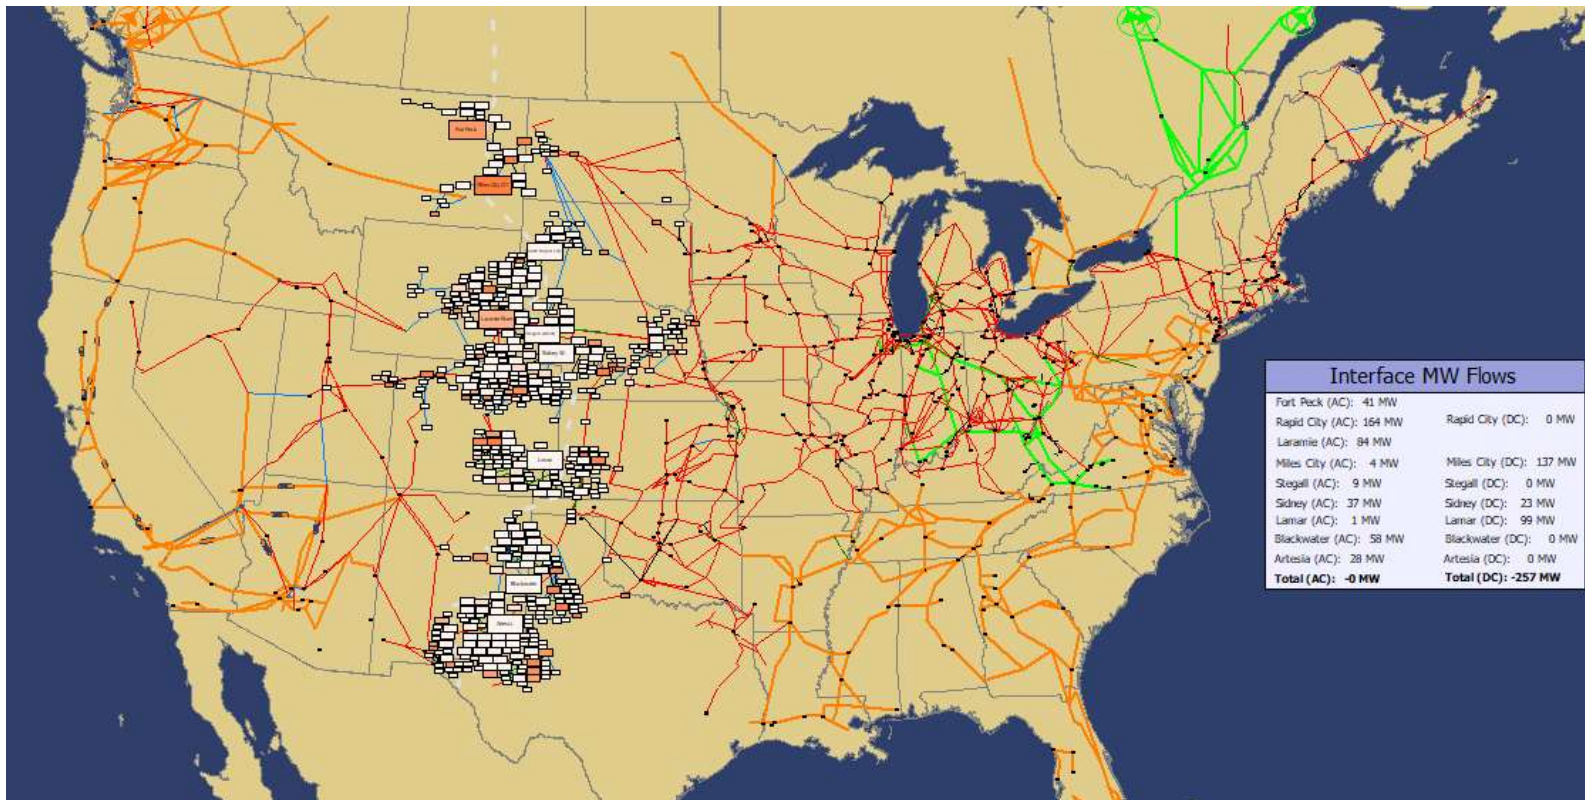 Fort Peck
Interface MW Flows
Fort Peck (AC): 41 MW
Rapid City (AC): 164 MW Rapid City (DC): 0 MW
Laramie (AC): 84 MW
Miles City (AC): 4 MW Miles City (DC): 137 MW
Stegall (AC): 9 MW Stegall (DC): 0 MW
Sidney (AC): 37 MW Sidney (DC): 23 MW
Lamar (AC): 1 MW Lamar (DC): 99 MW
Blackwater (AC): 58 MW Blackwater (DC): 0 MW
Artesia (AC): 28 MW Artesia (DC): 0 MW
Total (AC): -0 MW Total (DC): -257 MW
Lamar
Blackwater